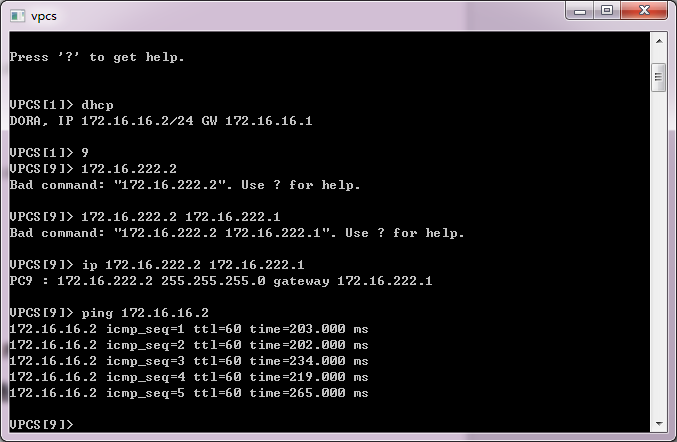 vpcs
Press '?' to get help.
VPCS[1]> dhcp
DORA, IP 172.16.16.2/24 GW 172.16.16.1
VPCS[1]> 9
VPCS[9]> 172.16.222.2
Bad command: "172.16.222.2". Use ? for help.
VPCS[9]> 172.16.222.2 172.16.222.1
Bad command: "172.16.222.2 172.16.222.1". Use ? for help.
VPCS[9]> ip 172.16.222.2 172.16.222.1
PC9 : 172.16.222.2 255.255.255.0 gateway 172.16.222.1
VPCS[9]> ping 172.16.16.2
172.16.16.2 icmp_seq=1 ttl=60 time=203.000 ms
172.16.16.2 icmp_seq=2 ttl=60 time=202.000 ms
172.16.16.2 icmp_seq=3 ttl=60 time=234.000 ms
172.16.16.2 icmp_seq=4 ttl=60 time=219.000 ms
172.16.16.2 icmp_seq=5 ttl=60 time=265.000 ms
VPCS[9]>